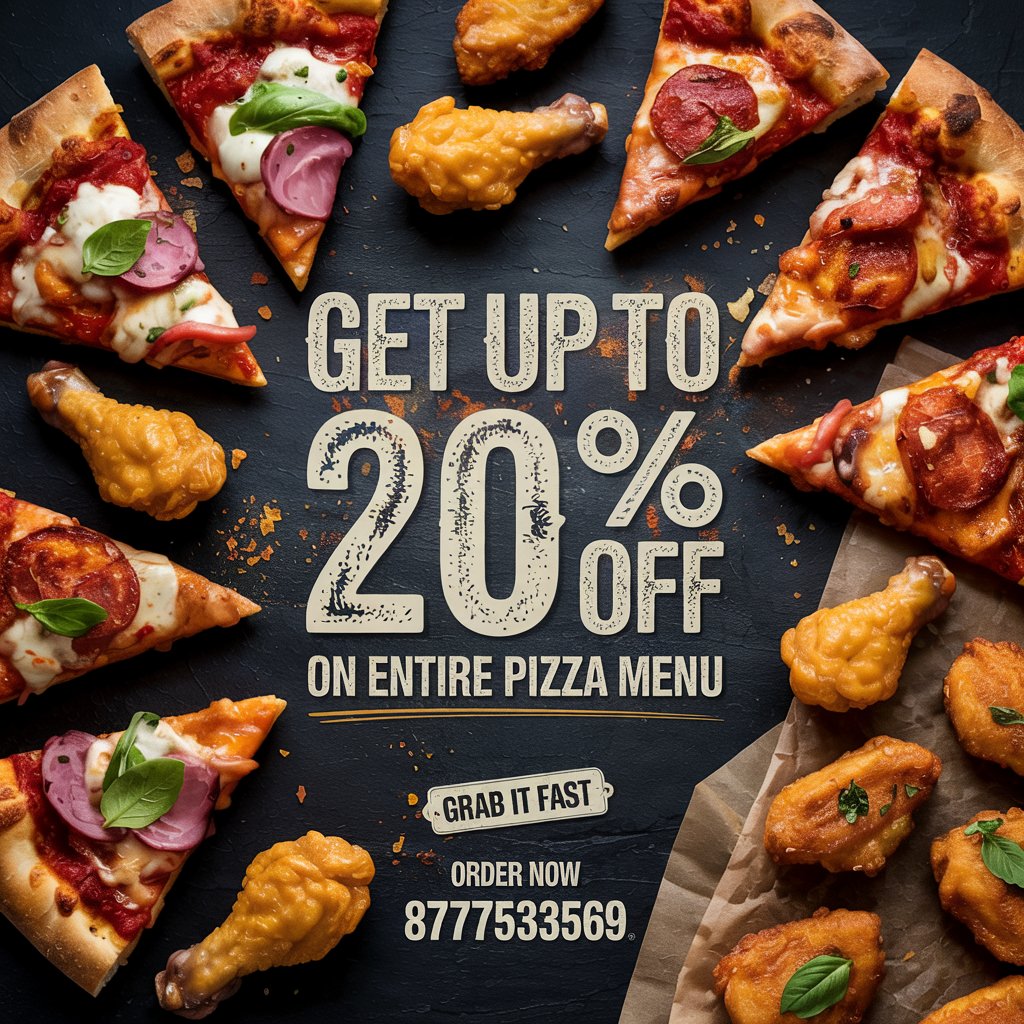 GET UP TO
20% OFF
ON ENTIRE PIZZA MENU
GRAB IT FAST
ORDER NOW
8777533569